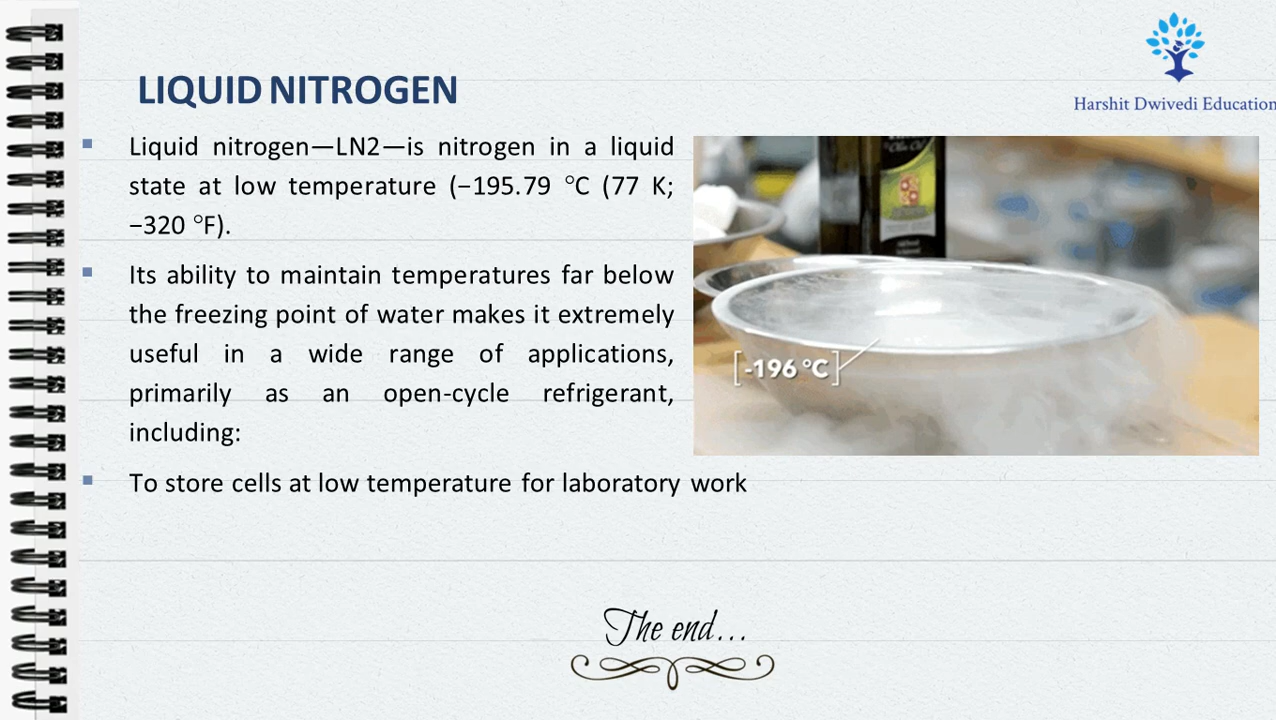 Harshit Dwivedi Education
LIQUID NITROGEN
▪ Liquid nitrogen—LN2—is nitrogen in a liquid
state at low temperature (−195.79 °C (77 K;
−320 °F).
▪ Its ability to maintain temperatures far below
the freezing point of water makes it extremely
useful in a wide range of applications,
primarily as an open-cycle refrigerant,
including:
▪ To store cells at low temperature for laboratory work
Olive Oil
[-196 °C]
The end...